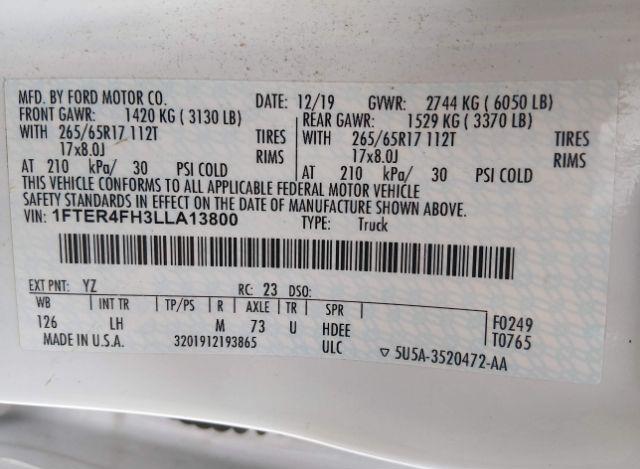 MFD. BY FORD MOTOR CO. DATE: 12/19 GVWR: 2744 KG ( 6050 LB)
FRONT GAWR: 1420 KG ( 3130 LB) REAR GAWR: 1529 KG ( 3370 LB)
WITH 265/65R17 112T TIRES WITH 265/65R17 112T TIRES
17x8.0J RIMS 17x8.0J RIMS
AT 210 kPa/ 30 PSI COLD AT 210 kPa/ 30 PSI COLD
THIS VEHICLE CONFORMS TO ALL APPLICABLE FEDERAL MOTOR VEHICLE
SAFETY STANDARDS IN EFFECT ON THE DATE OF MANUFACTURE SHOWN ABOVE.
VIN: 1FTER4FH3LLA13800 TYPE: Truck
EXT PNT: YZ RC: 23 DSO:
WB INT TR TP/PS R AXLE TR SPR
126 LH M 73 U HDEE F0249
ULC T0765
MADE IN U.S.A. 3201912193865 ▽ 5U5A-3520472-AA